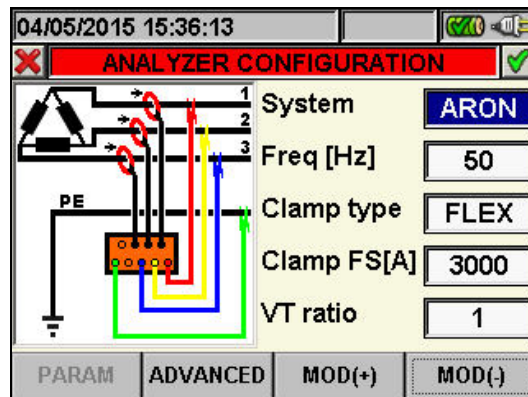 04/05/2015 15:36:13
ANALYZER CONFIGURATION
1
2
3
PE
System ARON
Freq [Hz] 50
Clamp type FLEX
Clamp FS[A] 3000
VT ratio 1
PARAM ADVANCED MOD(+) MOD(-)